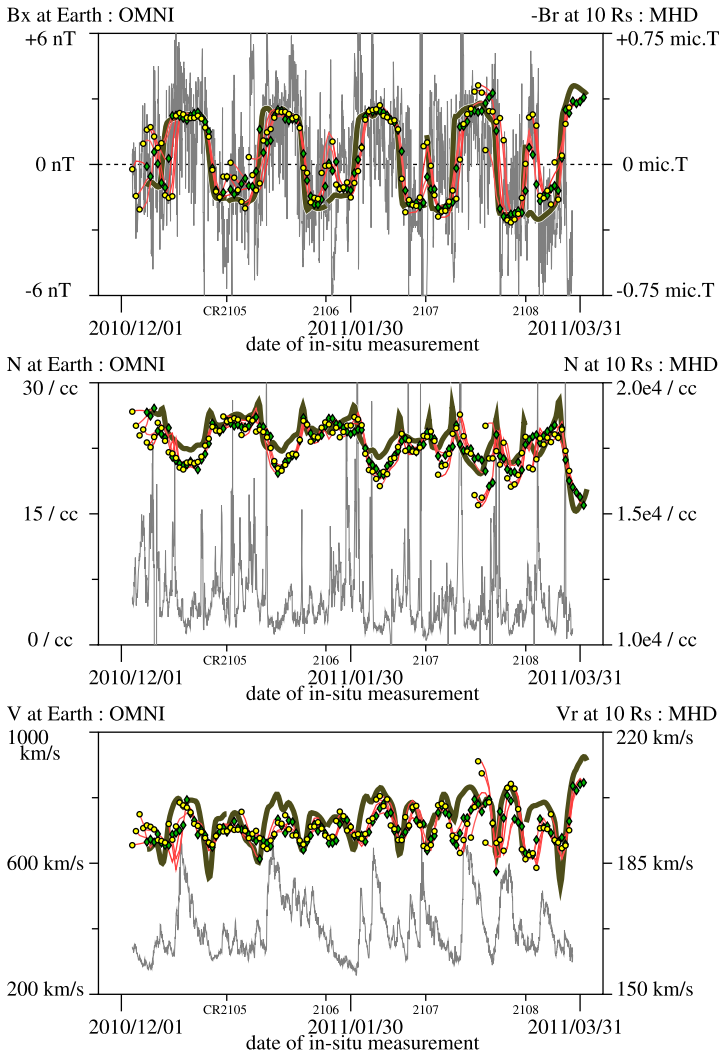 Bx at Earth : OMNI -Br at 10 Rs : MHD
+6 nT +0.75 mic.T
0 nT 0 mic.T
-6 nT -0.75 mic.T
CR2105 2106 2107 2108
2010/12/01 2011/01/30 2011/03/31
date of in-situ measurement
N at Earth : OMNI N at 10 Rs : MHD
30 / cc 2.0e4 / cc
15 / cc 1.5e4 / cc
0 / cc 1.0e4 / cc
CR2105 2106 2107 2108
2010/12/01 2011/01/30 2011/03/31
date of in-situ measurement
V at Earth : OMNI Vr at 10 Rs : MHD
1000 220 km/s
km/s
600 km/s 185 km/s
200 km/s 150 km/s
CR2105 2106 2107 2108
2010/12/01 2011/01/30 2011/03/31
date of in-situ measurement